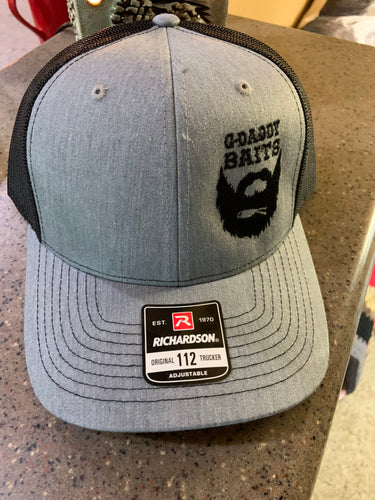 G-DADDY
BAITS
EST. R 1970
RICHARDSON®
ORIGINAL 112 TRUCKER
ADJUSTABLE